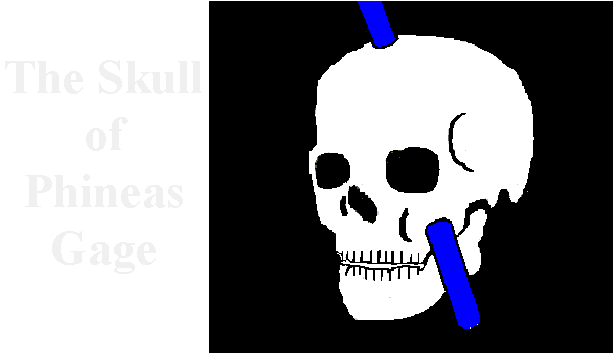 The Skull
of
Phineas
Gage